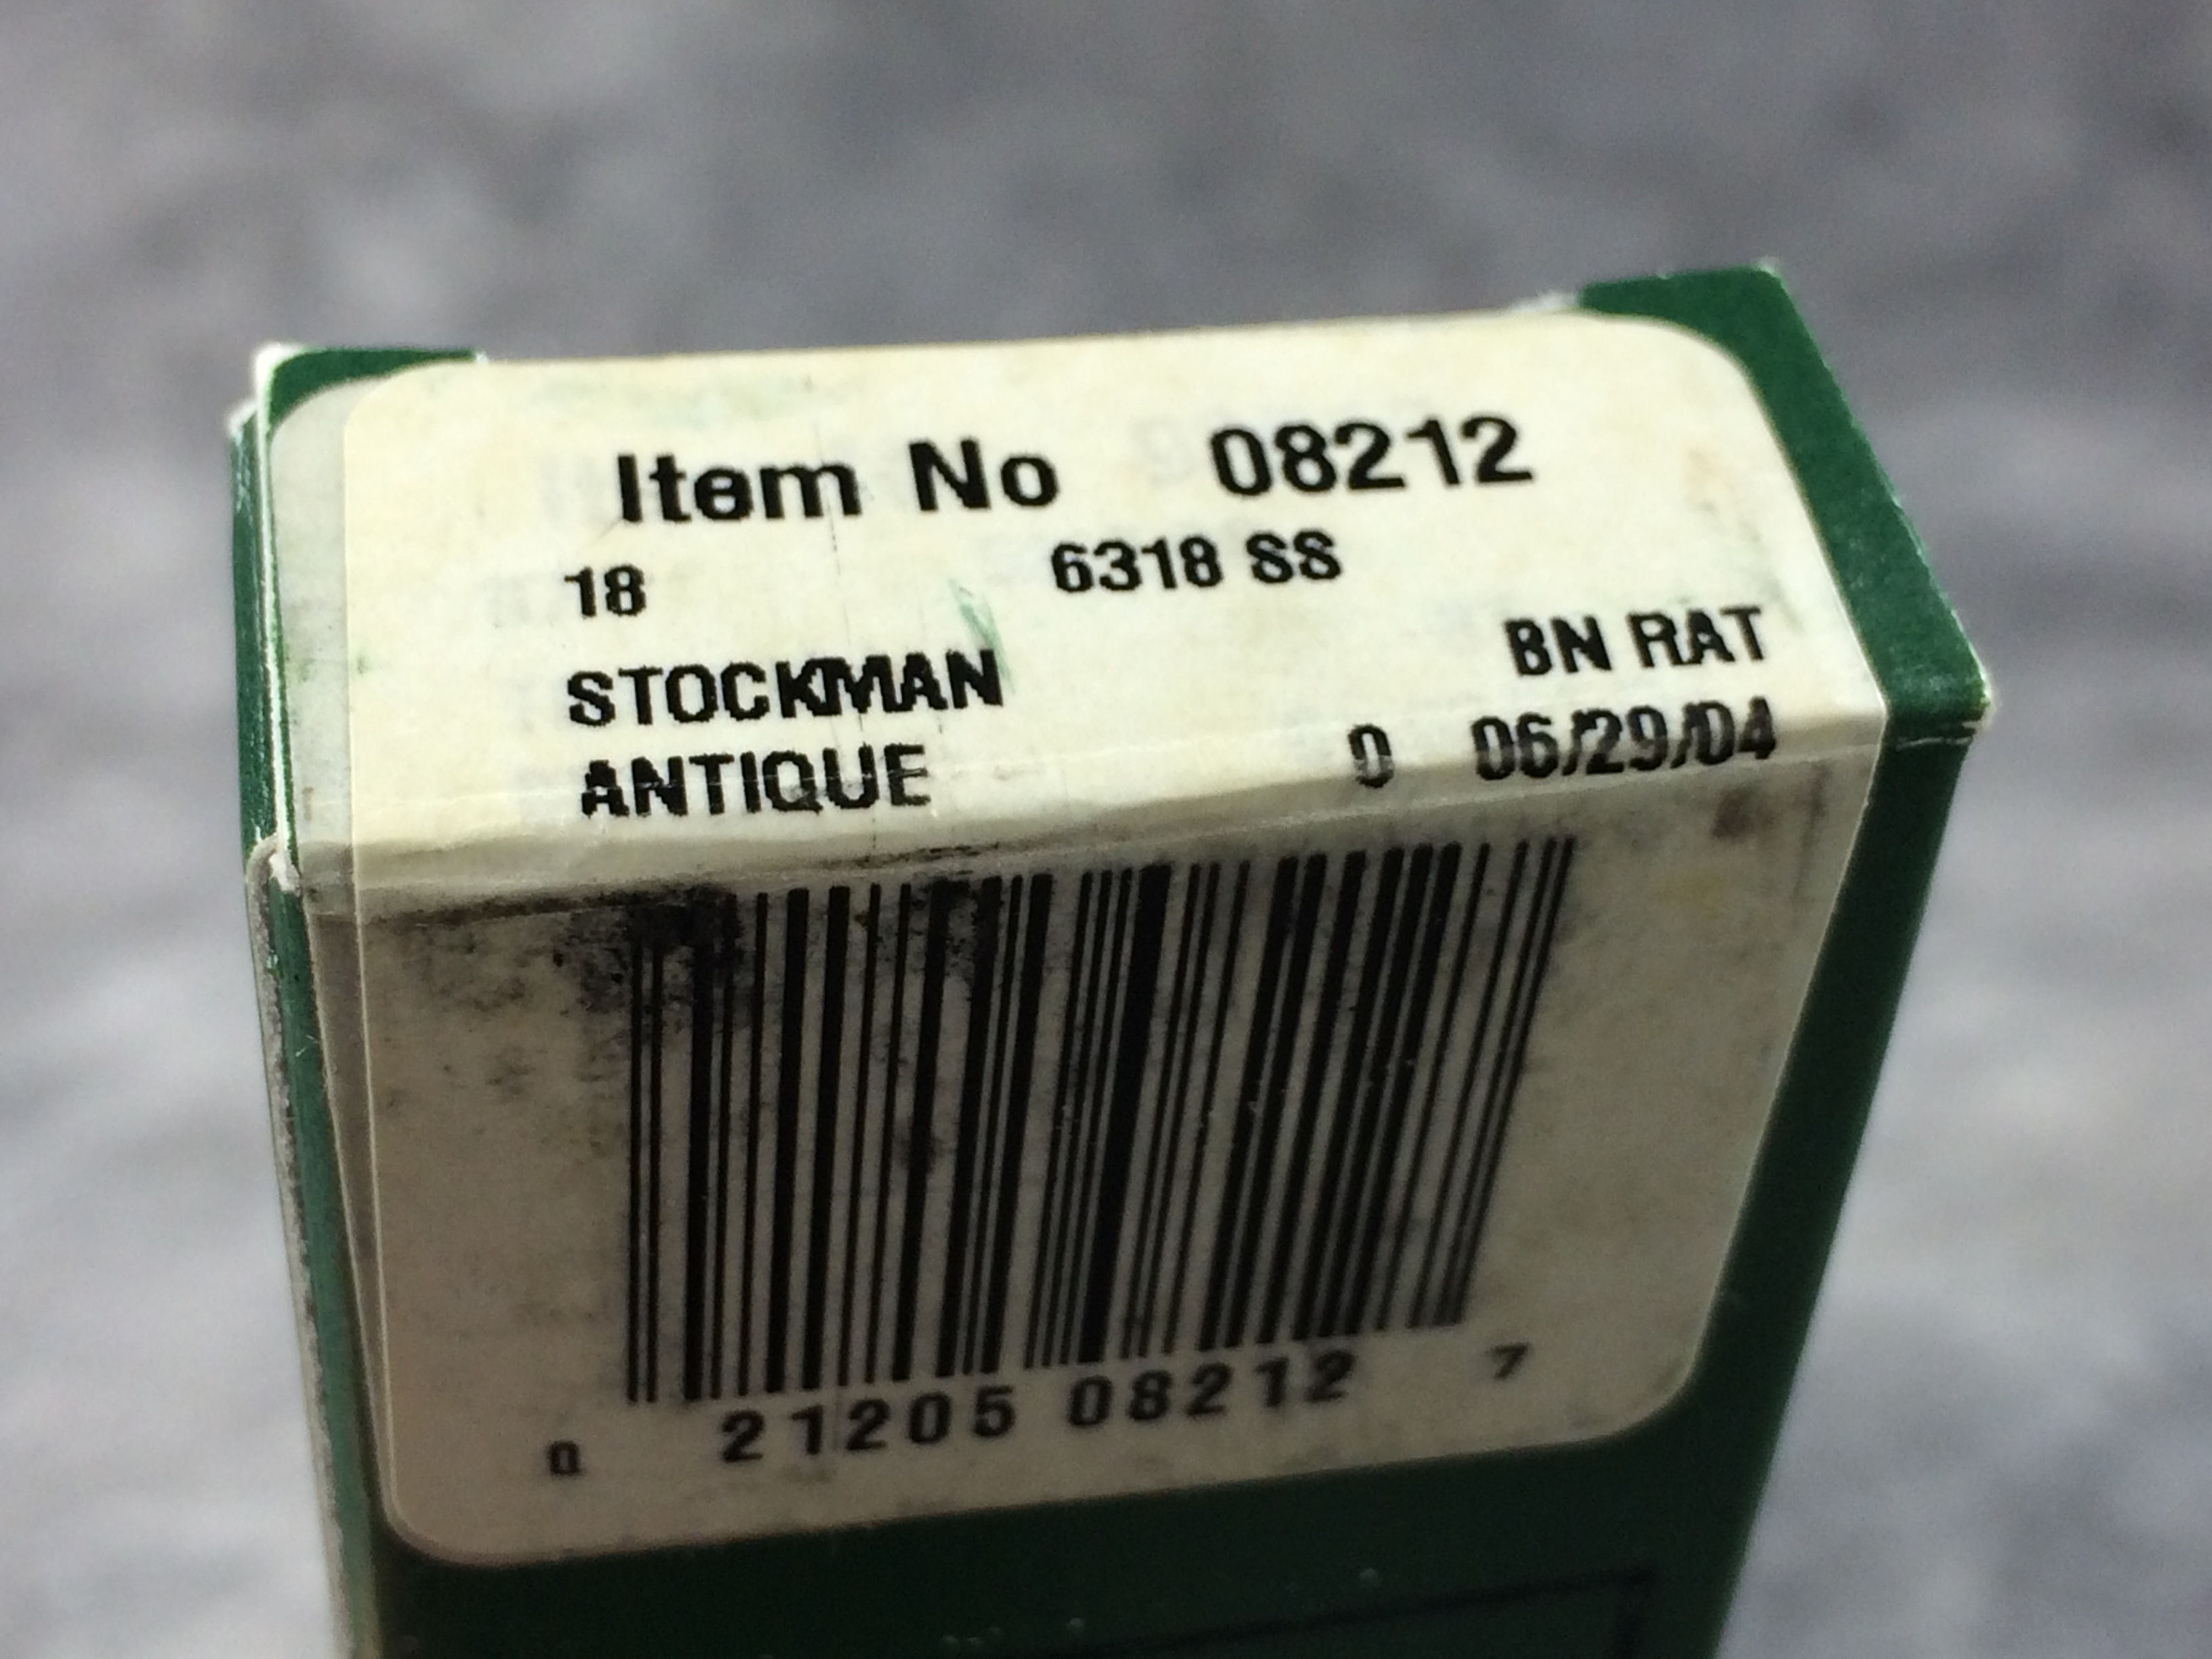 Item No 08212
18 6318 SS
STOCKMAN BN RAT
ANTIQUE 0 06/29/04
0 21205 08212 7